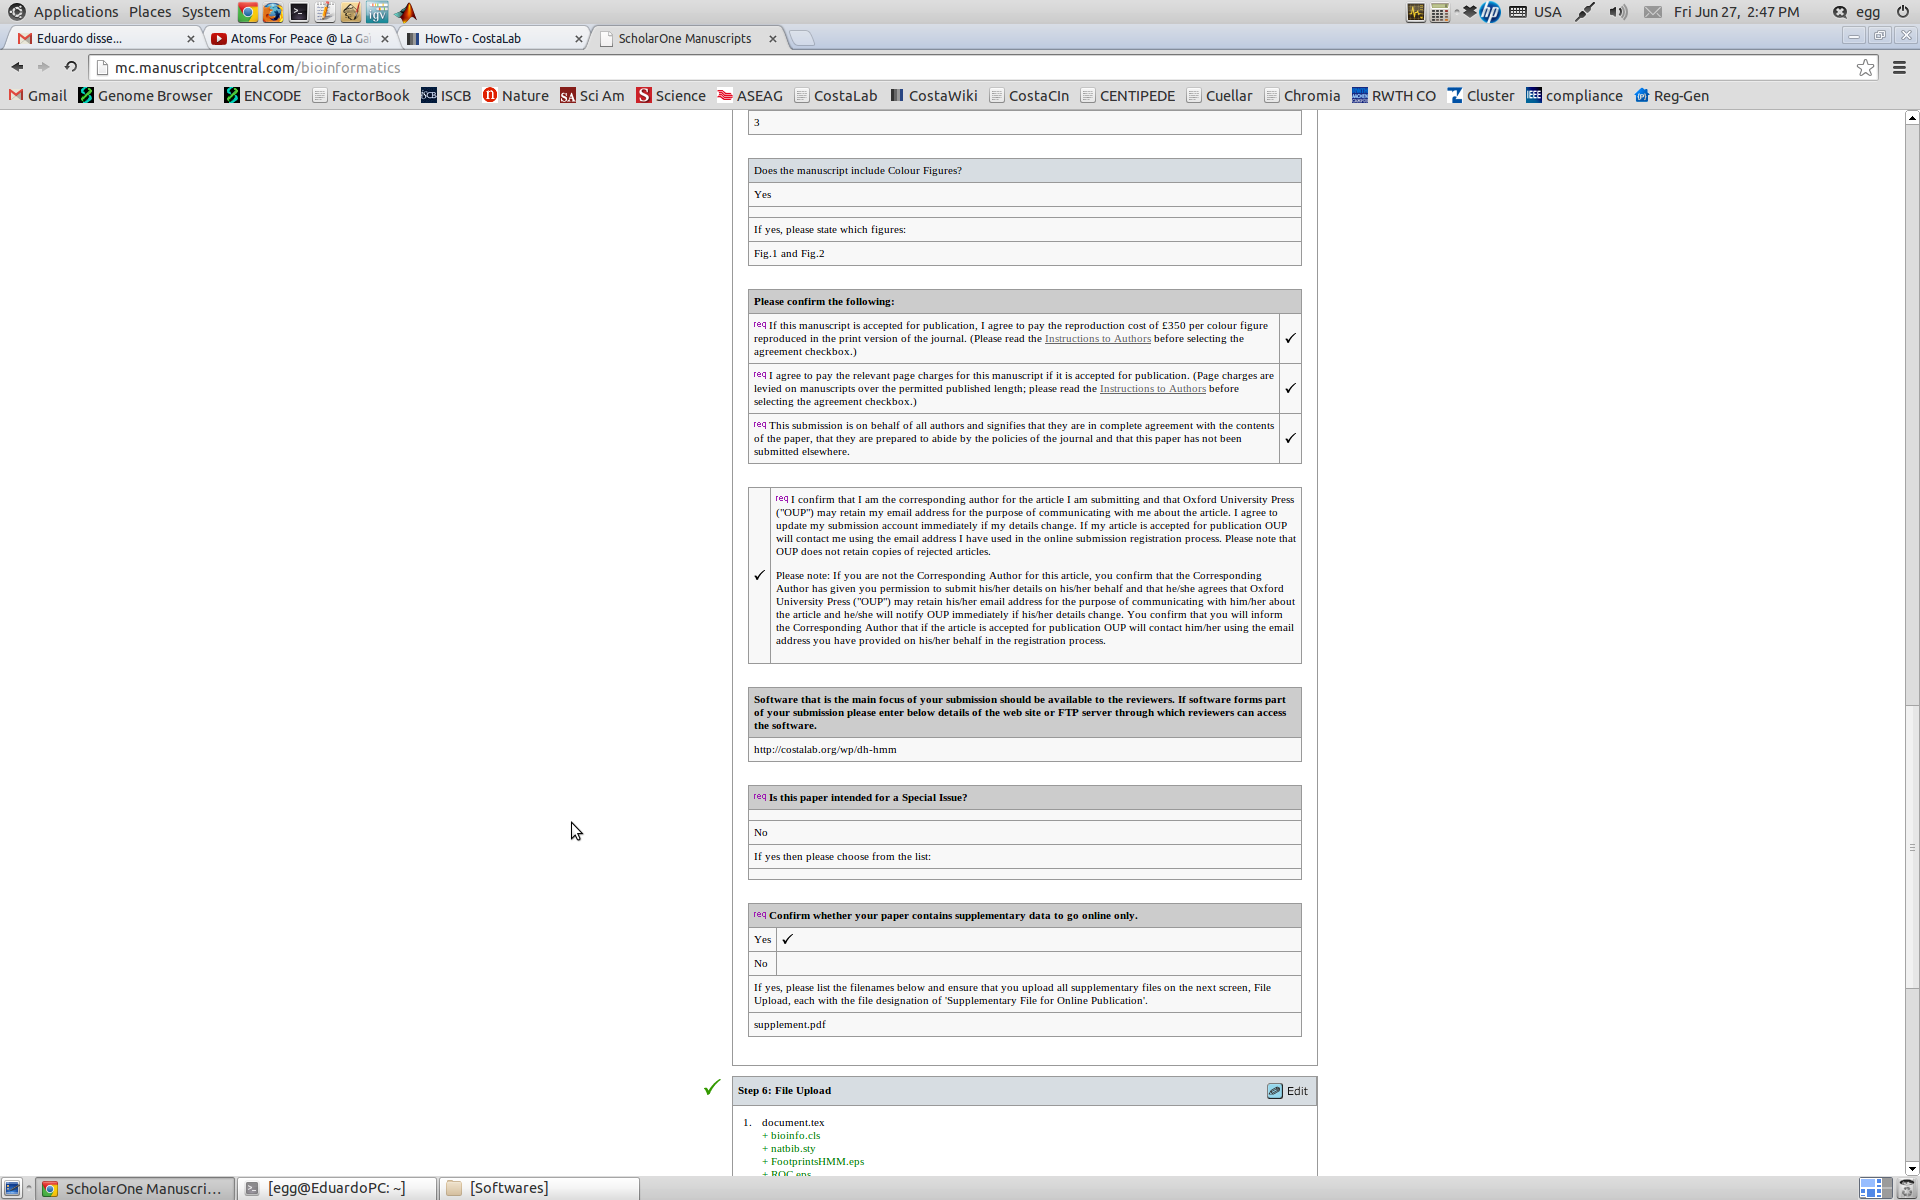 Applications Places System USA Fri Jun 27, 2:47 PM egg
Eduardo disse... Atoms For Peace @ La Ga HowTo - CostaLab ScholarOne Manuscripts
mc.manuscriptcentral.com/bioinformatics
Gmail Genome Browser ENCODE FactorBook ISCB Nature Sci Am Science ASEAG CostaLab CostaWiki CostaCIn CENTIPEDE Cuellar Chromia RWTH CO Cluster compliance Reg-Gen
3
Does the manuscript include Colour Figures?
Yes
If yes, please state which figures:
Fig.1 and Fig.2
Please confirm the following:
req If this manuscript is accepted for publication, I agree to pay the reproduction cost of £350 per colour figure
reproduced in the print version of the journal. (Please read the Instructions to Authors before selecting the
agreement checkbox.)
req I agree to pay the relevant page charges for this manuscript if it is accepted for publication. (Page charges are
levied on manuscripts over the permitted published length; please read the Instructions to Authors before
selecting the agreement checkbox.)
req This submission is on behalf of all authors and signifies that they are in complete agreement with the contents
of the paper, that they are prepared to abide by the policies of the journal and that this paper has not been
submitted elsewhere.
req I confirm that I am the corresponding author for the article I am submitting and that Oxford University Press
("OUP") may retain my email address for the purpose of communicating with me about the article. I agree to
update my submission account immediately if my details change. If my article is accepted for publication OUP
will contact me using the email address I have used in the online submission registration process. Please note that
OUP does not retain copies of rejected articles.
Please note: If you are not the Corresponding Author for this article, you confirm that the Corresponding
Author has given you permission to submit his/her details on his/her behalf and that he/she agrees that Oxford
University Press ("OUP") may retain his/her email address for the purpose of communicating with him/her about
the article and he/she will notify OUP immediately if his/her details change. You confirm that you will inform
the Corresponding Author that if the article is accepted for publication OUP will contact him/her using the email
address you have provided on his/her behalf in the registration process.
Software that is the main focus of your submission should be available to the reviewers. If software forms part
of your submission please enter below details of the web site or FTP server through which reviewers can access
the software.
http://costalab.org/wp/dh-hmm
req Is this paper intended for a Special Issue?
No
If yes then please choose from the list:
req Confirm whether your paper contains supplementary data to go online only.
Yes
No
If yes, please list the filenames below and ensure that you upload all supplementary files on the next screen, File
Upload, each with the file designation of 'Supplementary File for Online Publication'.
supplement.pdf
Step 6: File Upload Edit
1. document.tex
+ bioinfo.cls
+ natbib.sty
+ FootprintsHMM.eps
+ ROC.eps
ScholarOne Manuscri... [egg@EduardoPC: ~] [Softwares]